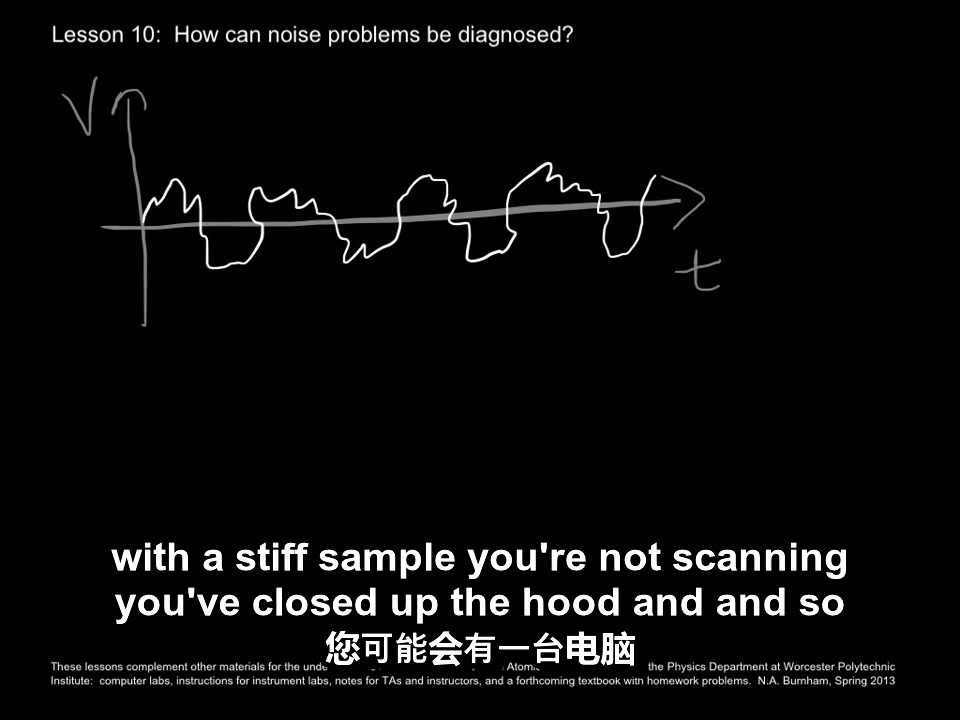 Lesson 10: How can noise problems be diagnosed?
V
t
with a stiff sample you're not scanning
you've closed up the hood and and so
您可能会有一台电脑
These lessons complement other materials for the unde Atomic the Physics Department at Worcester Polytechnic
Institute: computer labs, instructions for instrument labs, notes for TAs and instructors, and a forthcoming textbook with homework problems. N.A. Burnham, Spring 2013